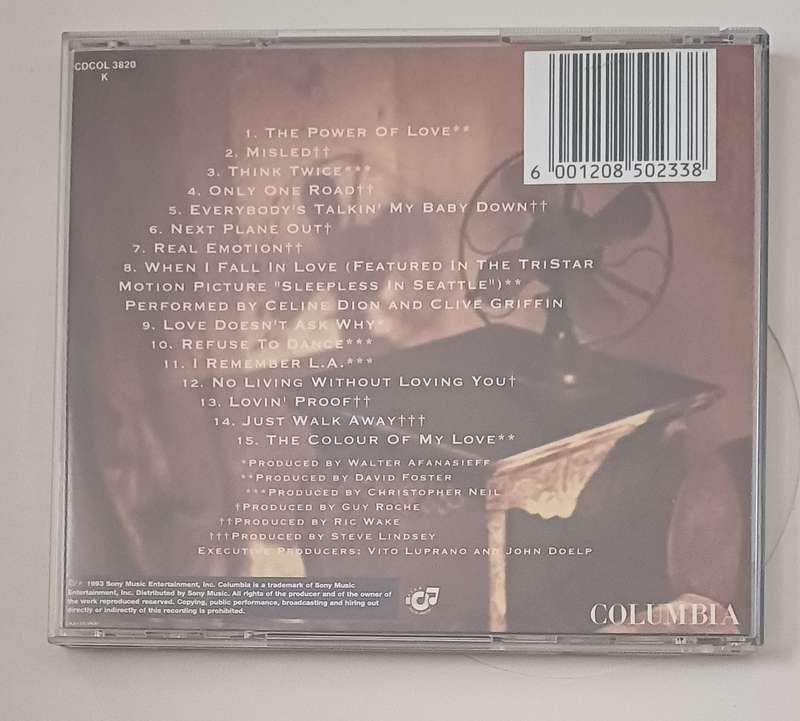 CDCOL 3820
K
6 001208 502338
1. The Power Of Love**
2. Misled††
3. Think Twice***
4. Only One Road††
5. Everybody's Talkin' My Baby Down††
6. Next Plane Out†
7. Real Emotion††
8. When I Fall In Love (Featured In The TriStar
Motion Picture "Sleepless In Seattle")**
Performed by Celine Dion and Clive Griffin
9. Love Doesn't Ask Why*
10. Refuse To Dance***
11. I Remember L.A.***
12. No Living Without Loving You†
13. Lovin' Proof††
14. Just Walk Away†††
15. The Colour Of My Love**
*Produced by Walter Afanasieff
**Produced by David Foster
***Produced by Christopher Neil
†Produced by Guy Roche
††Produced by Ric Wake
†††Produced by Steve Lindsey
Executive Producers: Vito Luprano and John Doelp
©/℗ 1993 Sony Music Entertainment, Inc. Columbia is a trademark of Sony Music
Entertainment, Inc. Distributed by Sony Music. All rights of the producer and of the owner of
the work reproduced reserved. Copying, public performance, broadcasting and hiring out
directly or indirectly of this recording is prohibited.
COLUMBIA